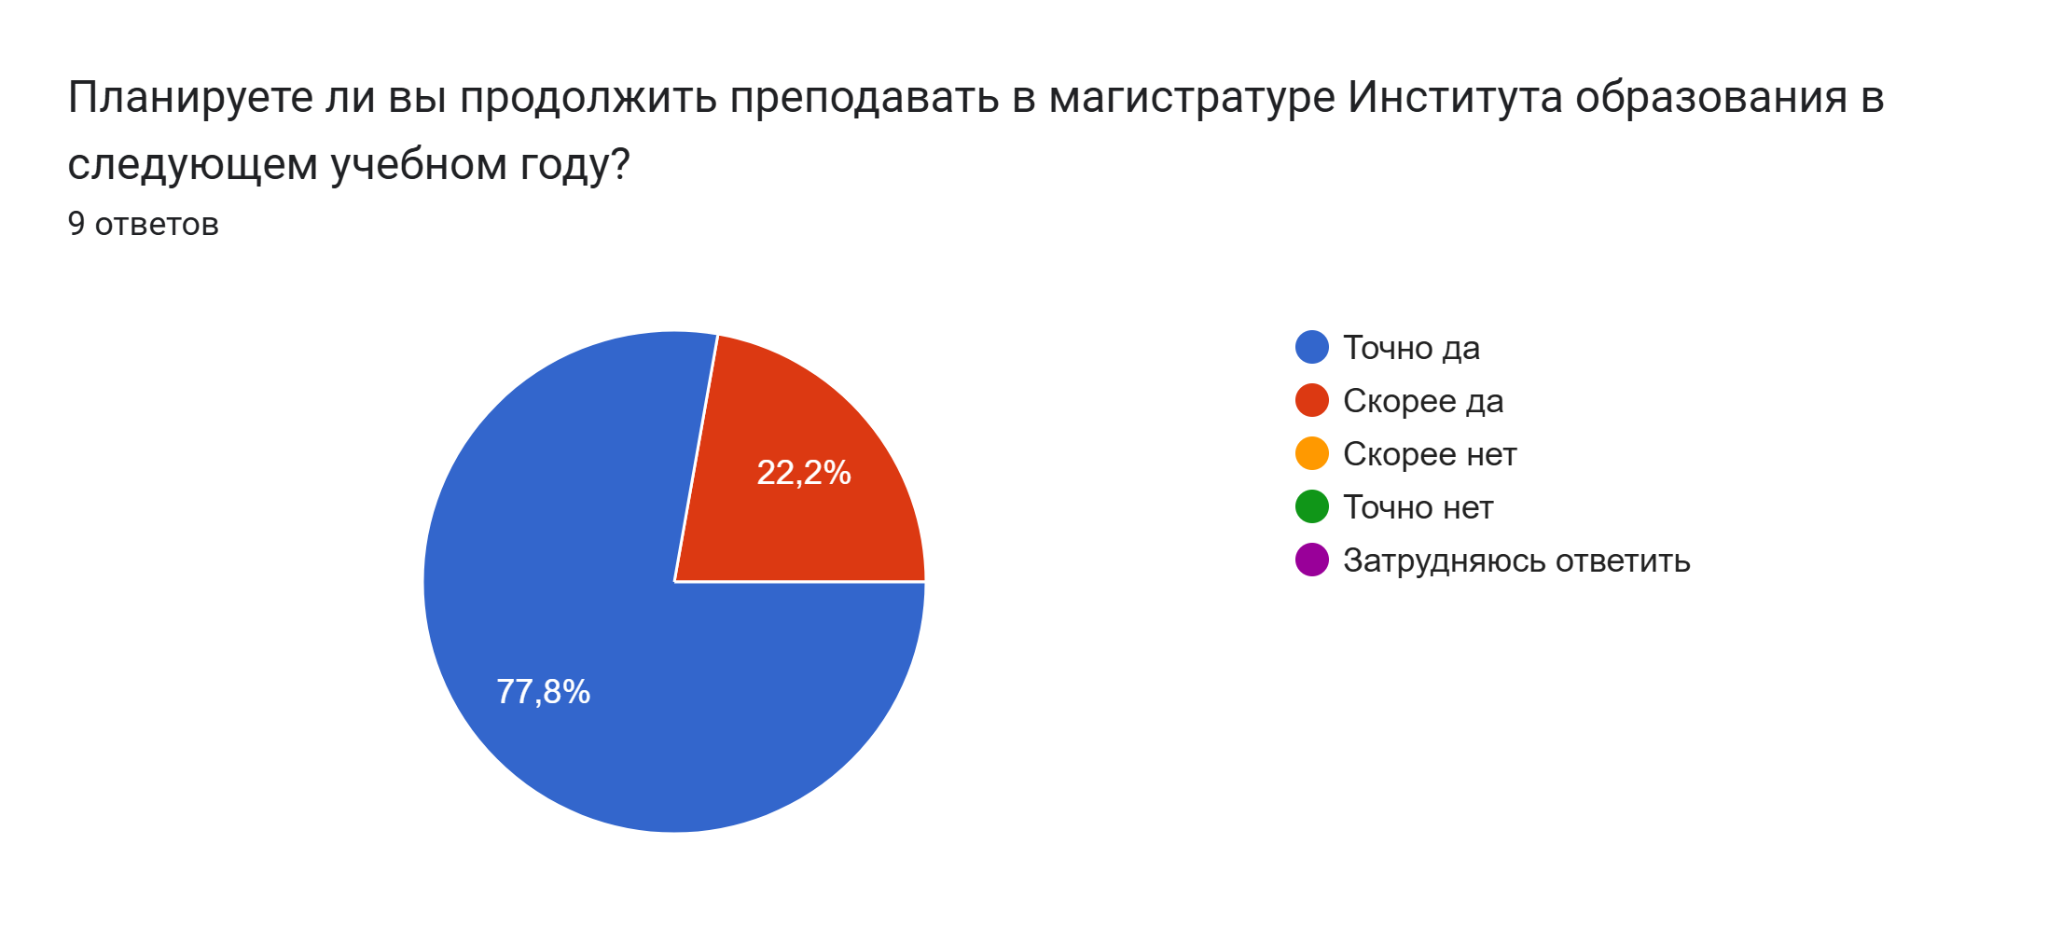 Планируете ли вы продолжить преподавать в магистратуре Института образования в
следующем учебном году?
9 ответов
22,2%
77,8%
Точно да
Скорее да
Скорее нет
Точно нет
Затрудняюсь ответить